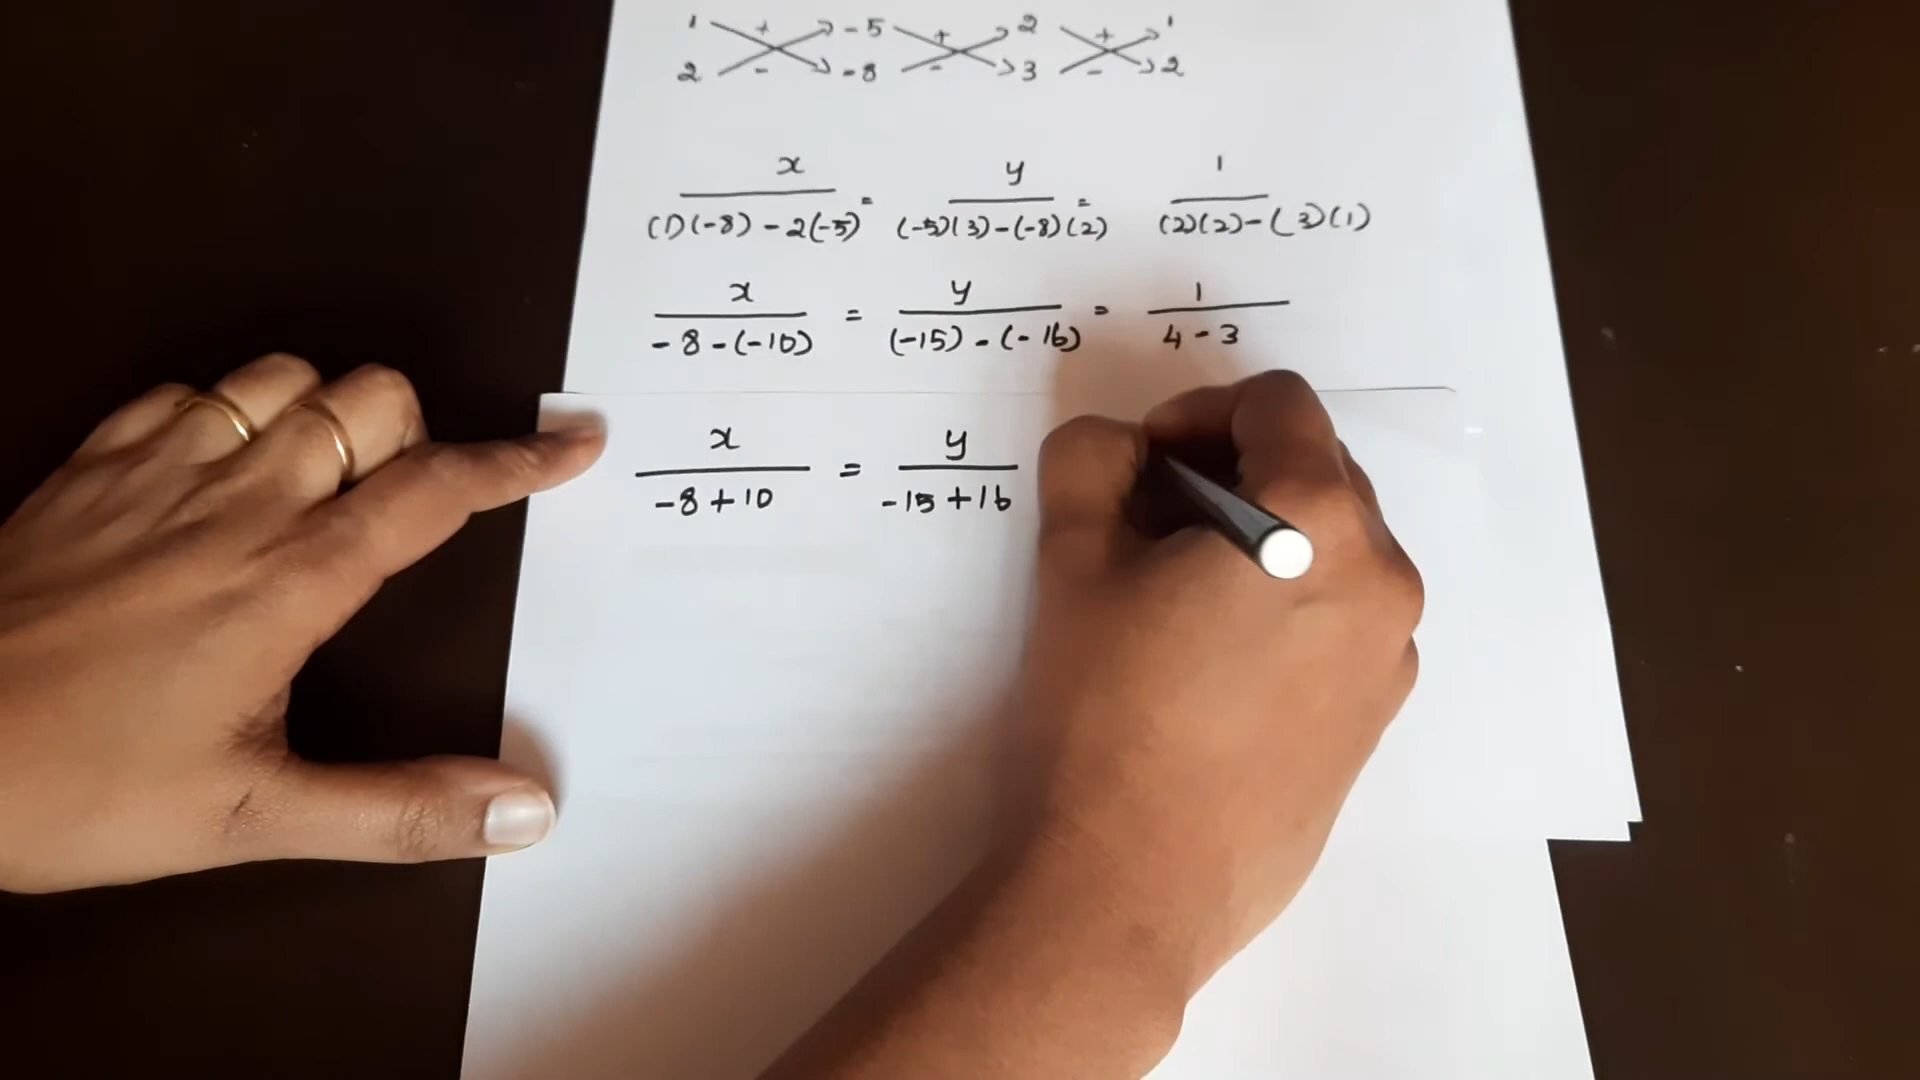 1 + -5 + 2 + 1
2 - -8 - 3 - 2
x y 1
(1)(-8) - 2(-5) = (-5)(3) - (-8)(2) = (2)(2) - (3)(1)
x = y = 1
-8 - (-10) (-15) - (-16) 4 - 3
x = y
-8 + 10 -15 + 16